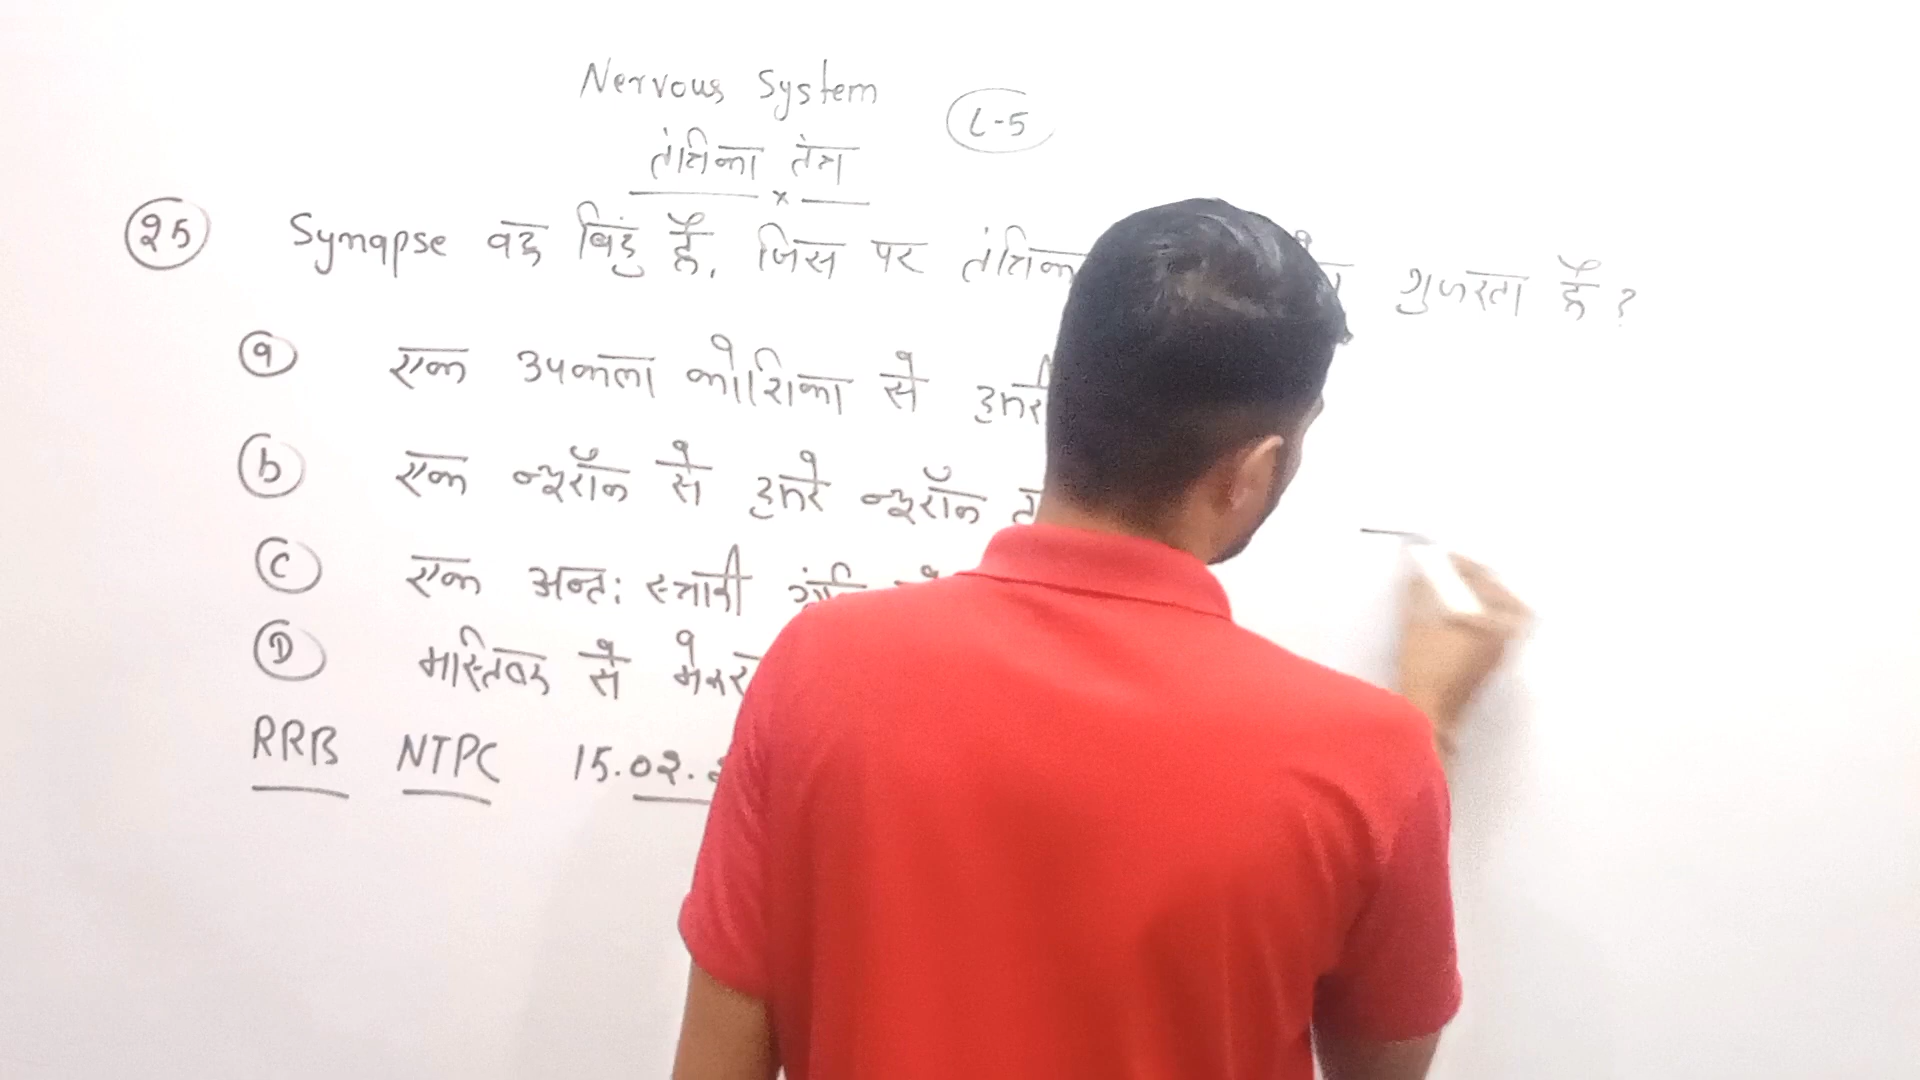 Nervous System
L-5
तंत्रिका तंत्र
25 Synapse वह बिंदु है, जिस पर गुजरता है ?
a एक उपकला कोशिका से दूसरी
b एक न्यूरॉन से दूसरे न्यूरॉन
C एक अन्तः स्त्रावी
D मस्तिष्क से
RRB NTPC 15.02.